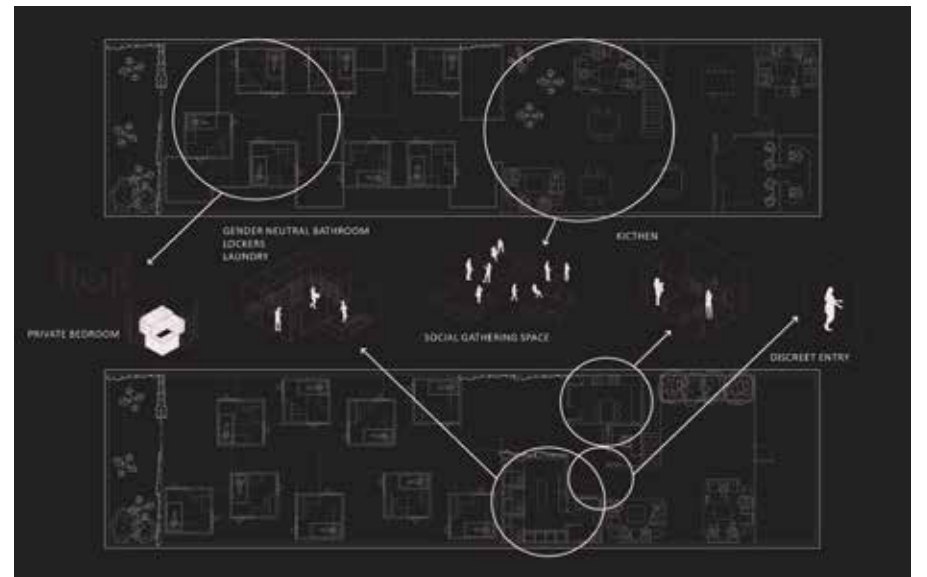 GENDER NEUTRAL BATHROOM
LOCKERS
LAUNDRY
KICTHEN
PRIVATE BEDROOM
SOCIAL GATHERING SPACE
DISCREET ENTRY